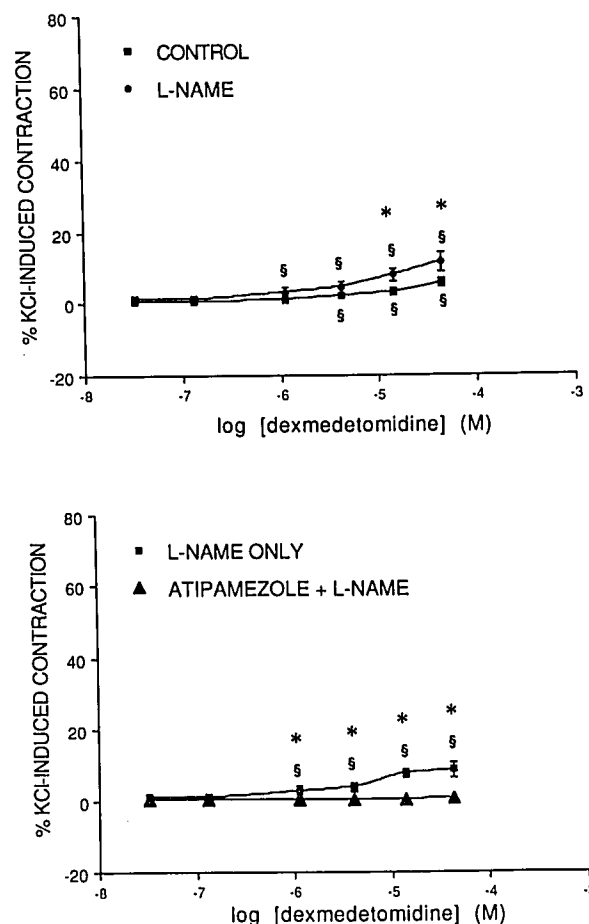 80
CONTROL
L-NAME
60
40
20
0
-20
% KCl-INDUCED CONTRACTION
* *
§ § § §
§ § §
-8 -7 -6 -5 -4 -3
log [dexmedetomidine] (M)
80
L-NAME ONLY
ATIPAMEZOLE + L-NAME
60
40
20
0
-20
% KCl-INDUCED CONTRACTION
* * * *
§ § § §
-8 -7 -6 -5 -4
log [dexmedetomidine] (M)